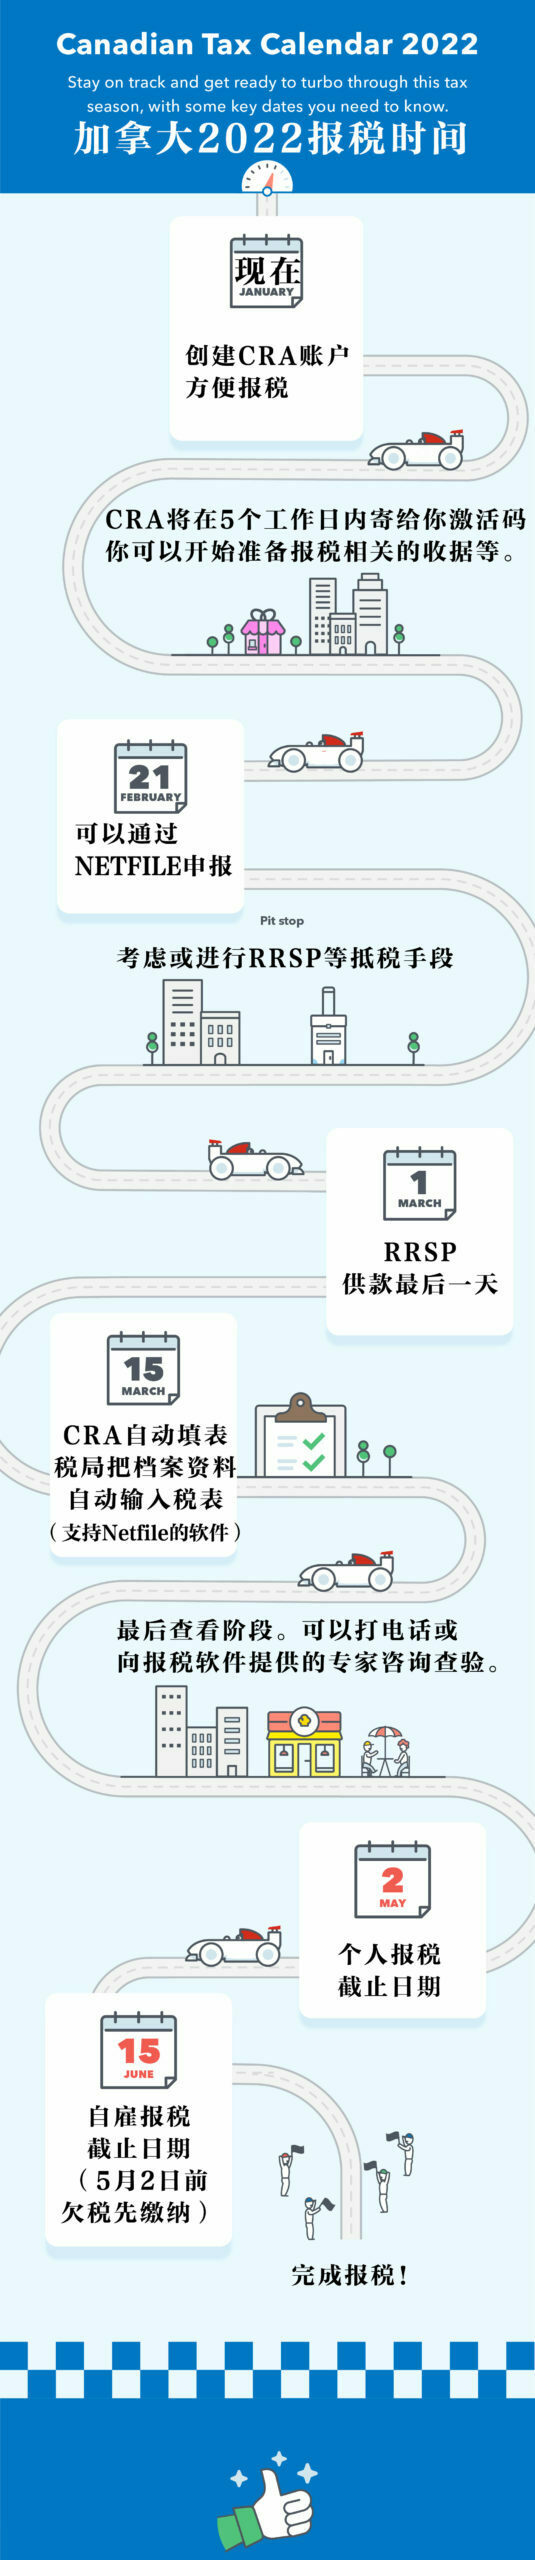 Canadian Tax Calendar 2022
Stay on track and get ready to turbo through this tax
season, with some key dates you need to know.
加拿大2022报税时间
现在
JANUARY
创建CRA账户
方便报税
CRA将在5个工作日内寄给你激活码
你可以开始准备报税相关的收据等。
21
FEBRUARY
可以通过
NETFILE申报
Pit stop
考虑或进行RRSP等抵税手段
1
MARCH
RRSP
供款最后一天
15
MARCH
CRA自动填表
税局把档案资料
自动输入税表
（支持Netfile的软件）
最后查看阶段。可以打电话或
向报税软件提供的专家咨询查验。
2
MAY
个人报税
截止日期
15
JUNE
自雇报税
截止日期
（5月2日前
欠税先缴纳）
完成报税！